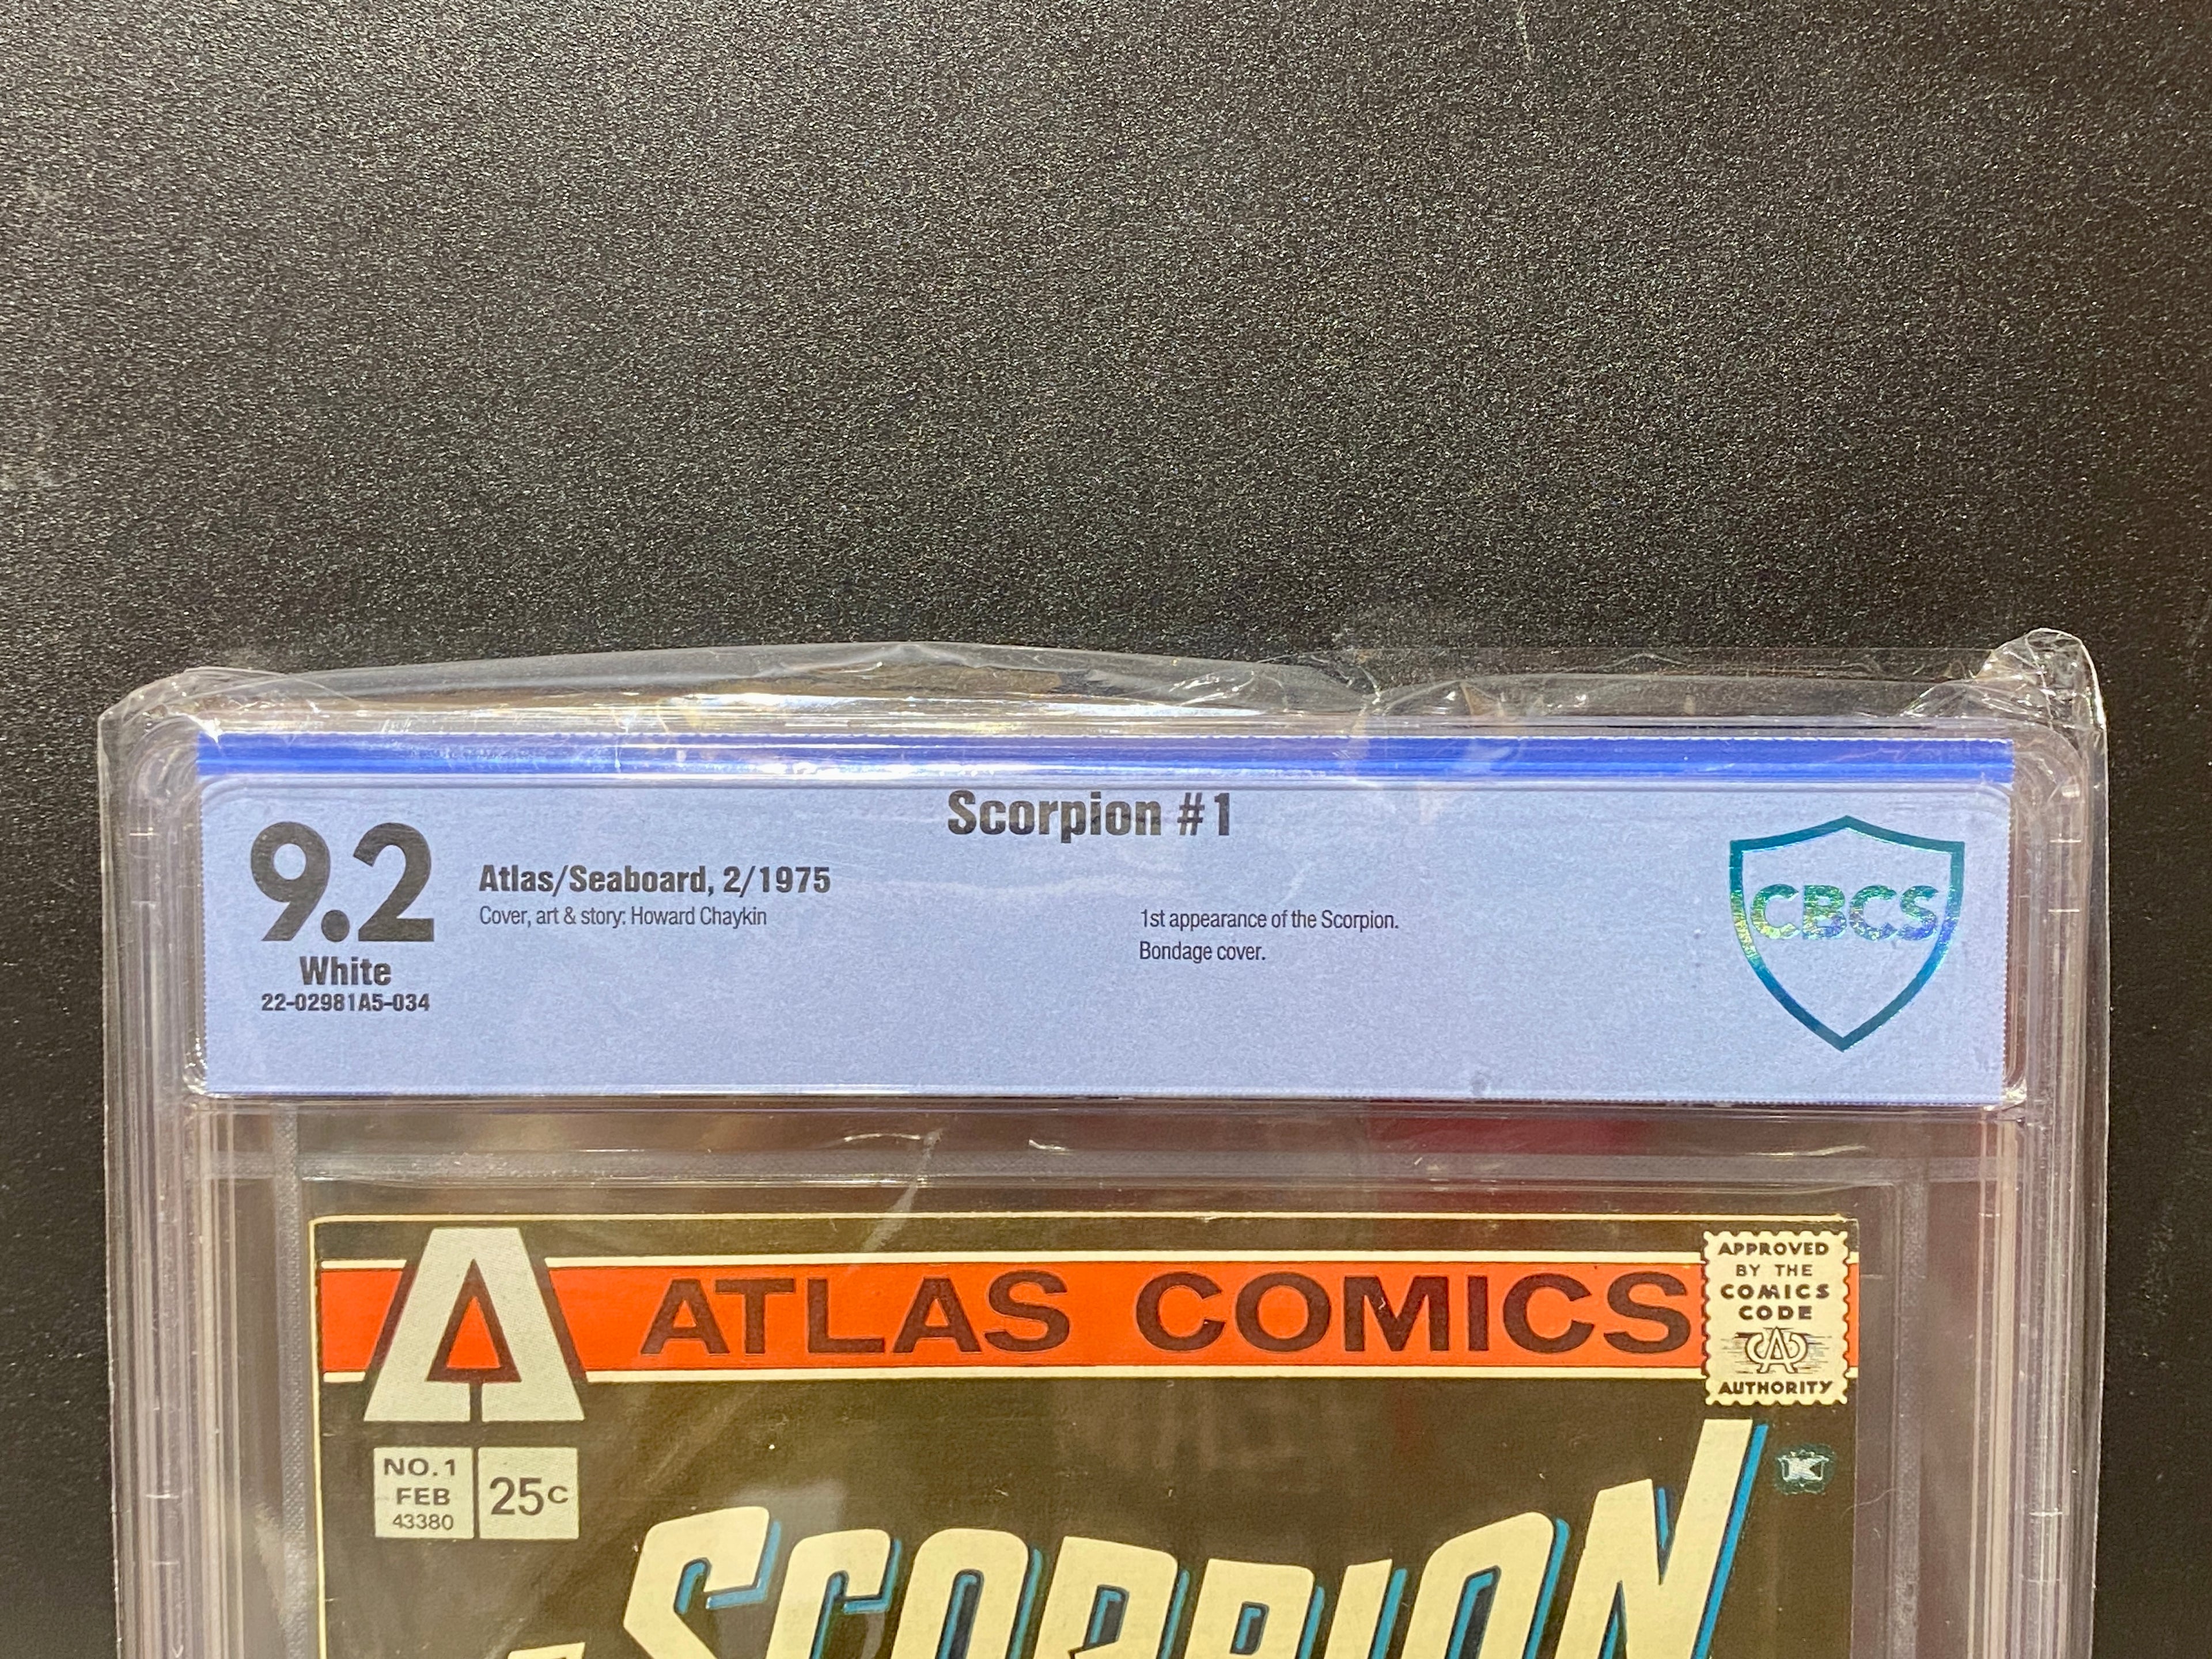 Scorpion #1
9.2
White
22-02981A5-034
Atlas/Seaboard, 2/1975
Cover, art & story: Howard Chaykin
1st appearance of the Scorpion.
Bondage cover.
CBCS
ATLAS COMICS
APPROVED
BY THE
COMICS
CODE
CA
AUTHORITY
NO. 1
FEB
43380
25c
K
SCORPION